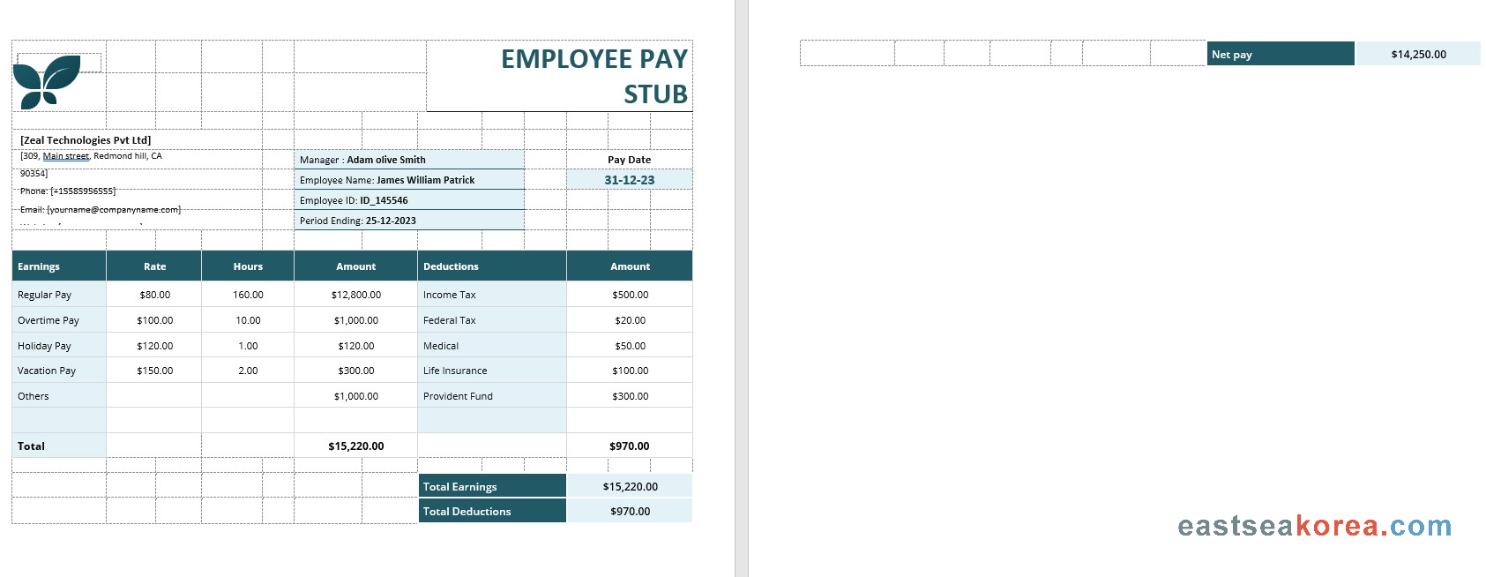 EMPLOYEE PAY
STUB
[Zeal Technologies Pvt Ltd]
[309, Main street, Redmond hill, CA
90354]
Phone: [+15585956555]
Email: [yourname@companyname.com]
Manager : Adam olive Smith
Employee Name: James William Patrick
Employee ID: ID_145546
Period Ending: 25-12-2023
Pay Date
31-12-23
Earnings Rate Hours Amount Deductions Amount
Regular Pay $80.00 160.00 $12,800.00 Income Tax $500.00
Overtime Pay $100.00 10.00 $1,000.00 Federal Tax $20.00
Holiday Pay $120.00 1.00 $120.00 Medical $50.00
Vacation Pay $150.00 2.00 $300.00 Life Insurance $100.00
Others $1,000.00 Provident Fund $300.00
Total $15,220.00 $970.00
Total Earnings $15,220.00
Total Deductions $970.00
Net pay $14,250.00
eastseakorea.com